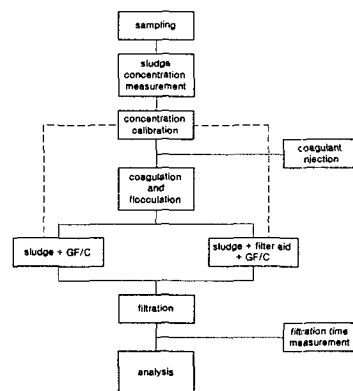 sampling
sludge
concentration
measurement
concentration
calibration
coagulant
injection
coagulation
and
flocculation
sludge + GF/C
sludge + filter aid
+ GF/C
filtration
filtration time
measurement
analysis